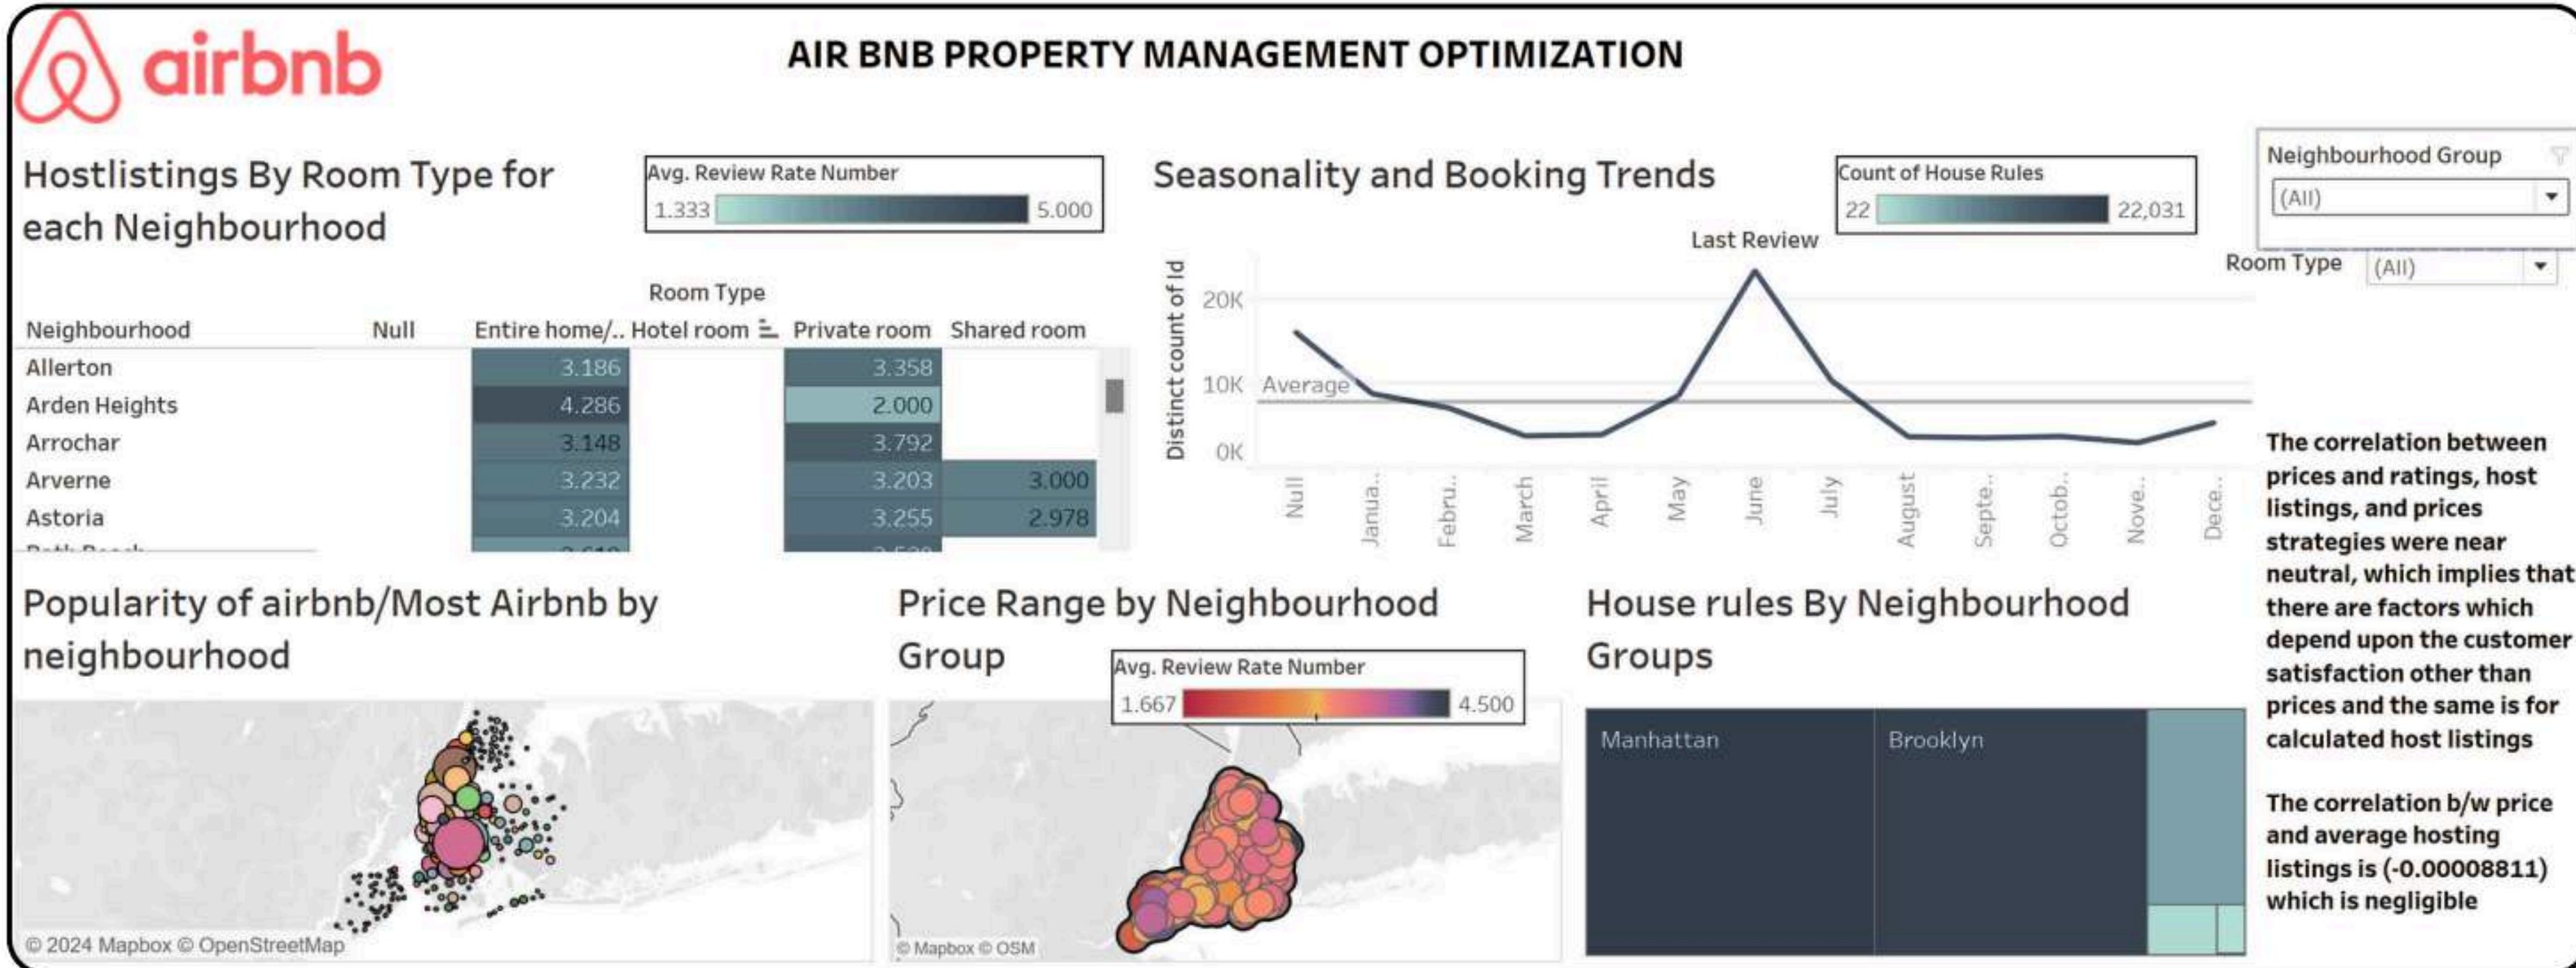 airbnb
AIR BNB PROPERTY MANAGEMENT OPTIMIZATION
Hostlistings By Room Type for
each Neighbourhood
Avg. Review Rate Number
1.333 5.000
Room Type
Neighbourhood Null Entire home/.. Hotel room Private room Shared room
Allerton 3.186 3.358
Arden Heights 4.286 2.000
Arrochar 3.148 3.792
Arverne 3.232 3.203 3.000
Astoria 3.204 3.255 2.978
Seasonality and Booking Trends
Count of House Rules
22 22,031
Last Review
Distinct count of Id
20K
10K
0K
Average
Null
Janua..
Febru..
March
April
May
June
July
August
Septe..
Octob..
Nove..
Dece..
Neighbourhood Group
(All)
Room Type (All)
Popularity of airbnb/Most Airbnb by
neighbourhood
© 2024 Mapbox © OpenStreetMap
Price Range by Neighbourhood
Group
Avg. Review Rate Number
1.667 4.500
© Mapbox © OSM
House rules By Neighbourhood
Groups
Manhattan
Brooklyn
The correlation between
prices and ratings, host
listings, and prices
strategies were near
neutral, which implies that
there are factors which
depend upon the customer
satisfaction other than
prices and the same is for
calculated host listings
The correlation b/w price
and average hosting
listings is (-0.00008811)
which is negligible